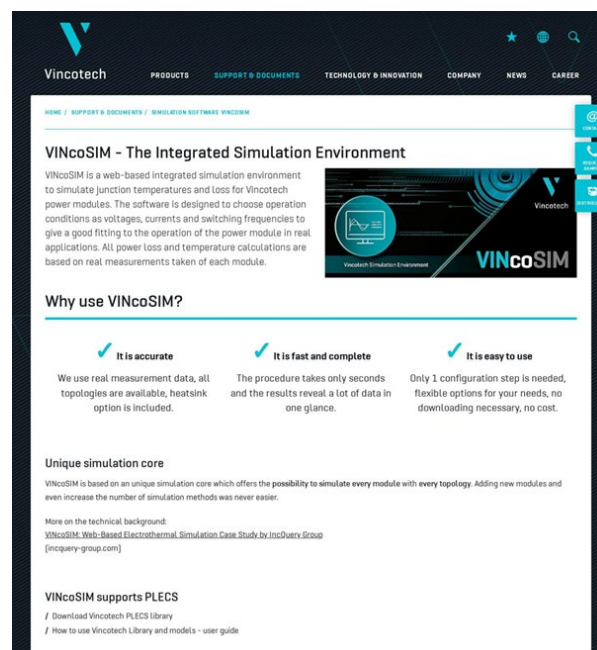 Vincotech
PRODUCTS
SUPPORT & DOCUMENTS
TECHNOLOGY & INNOVATION
COMPANY
NEWS
CAREER
HOME / SUPPORT & DOCUMENTS / SIMULATION SOFTWARE VINCOSIM
VINcoSIM - The Integrated Simulation Environment
VINcoSIM is a web-based integrated simulation environment
to simulate junction temperatures and loss for Vincotech
power modules. The software is designed to choose operation
conditions as voltages, currents and switching frequencies to
give a good fitting to the operation of the power module in real
applications. All power loss and temperature calculations are
based on real measurements taken of each module.
Vincotech
Vincotech Simulation Environment
VINcoSIM
Why use VINcoSIM?
✓ It is accurate
We use real measurement data, all
topologies are available, heatsink
option is included.
✓ It is fast and complete
The procedure takes only seconds
and the results reveal a lot of data in
one glance.
✓ It is easy to use
Only 1 configuration step is needed,
flexible options for your needs, no
downloading necessary, no cost.
Unique simulation core
VINcoSIM is based on an unique simulation core which offers the possibility to simulate every module with every topology. Adding new modules and
even increase the number of simulation methods was never easier.
More on the technical background:
VINcoSIM: Web-Based Electrothermal Simulation Case Study by IncQuery Group
(incquery-group.com)
VINcoSIM supports PLECS
/ Download Vincotech PLECS library
/ How to use Vincotech Library and models - user guide